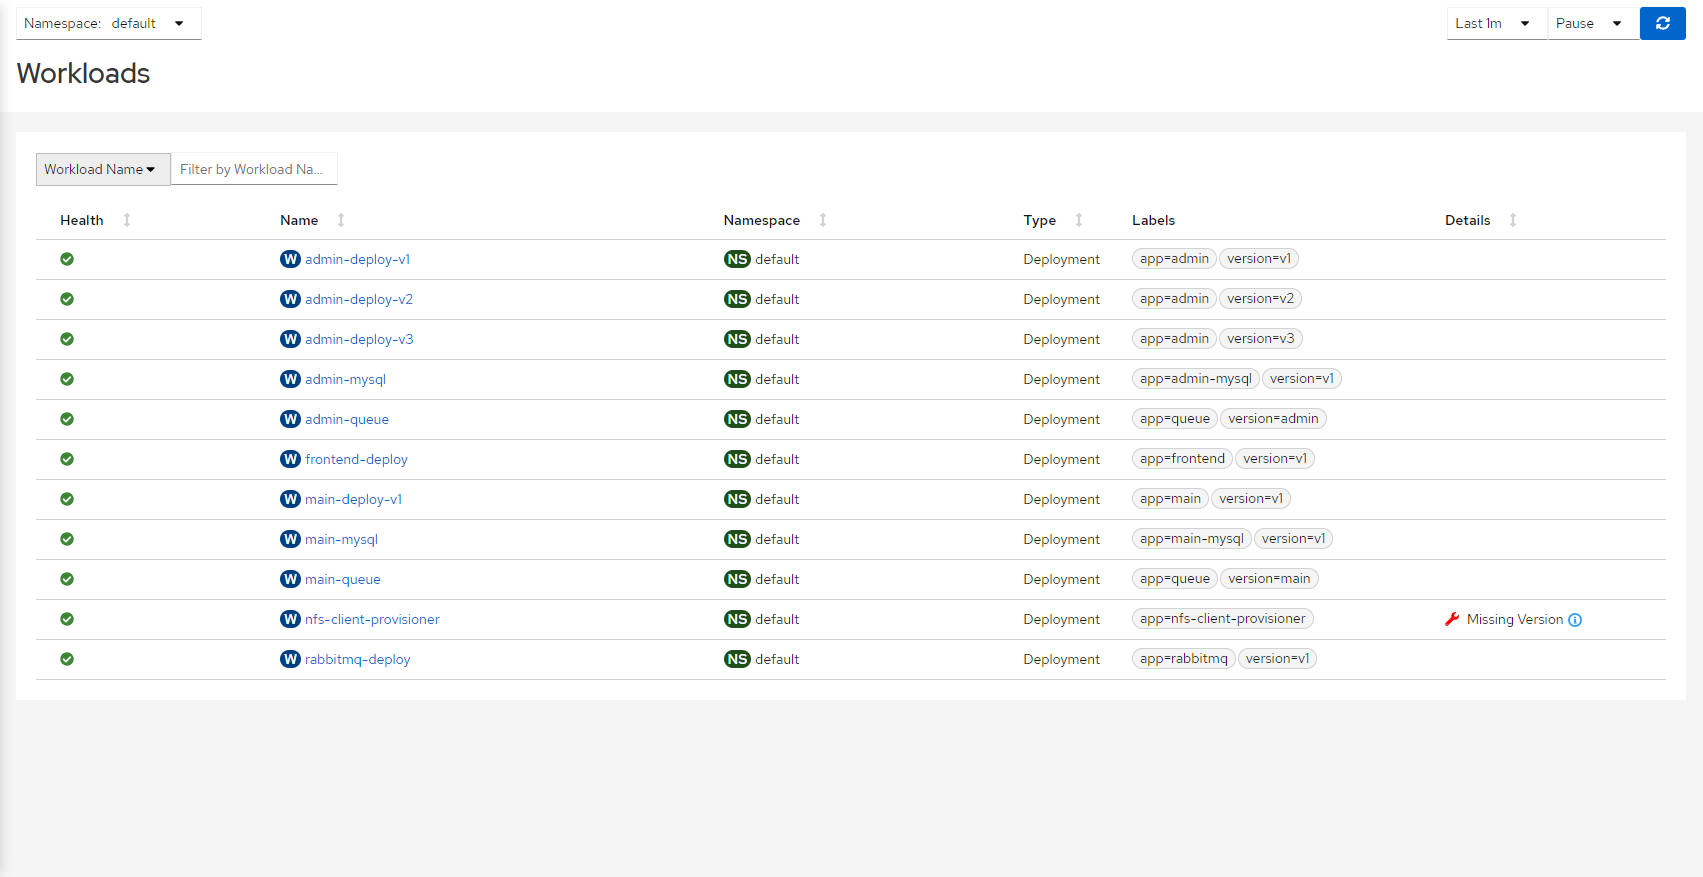 Namespace: default
Last 1m Pause
Workloads
Workload Name Filter by Workload Na...
Health Name Namespace Type Labels Details
W admin-deploy-v1 NS default Deployment app=admin version=v1
W admin-deploy-v2 NS default Deployment app=admin version=v2
W admin-deploy-v3 NS default Deployment app=admin version=v3
W admin-mysql NS default Deployment app=admin-mysql version=v1
W admin-queue NS default Deployment app=queue version=admin
W frontend-deploy NS default Deployment app=frontend version=v1
W main-deploy-v1 NS default Deployment app=main version=v1
W main-mysql NS default Deployment app=main-mysql version=v1
W main-queue NS default Deployment app=queue version=main
W nfs-client-provisioner NS default Deployment app=nfs-client-provisioner Missing Version
W rabbitmq-deploy NS default Deployment app=rabbitmq version=v1